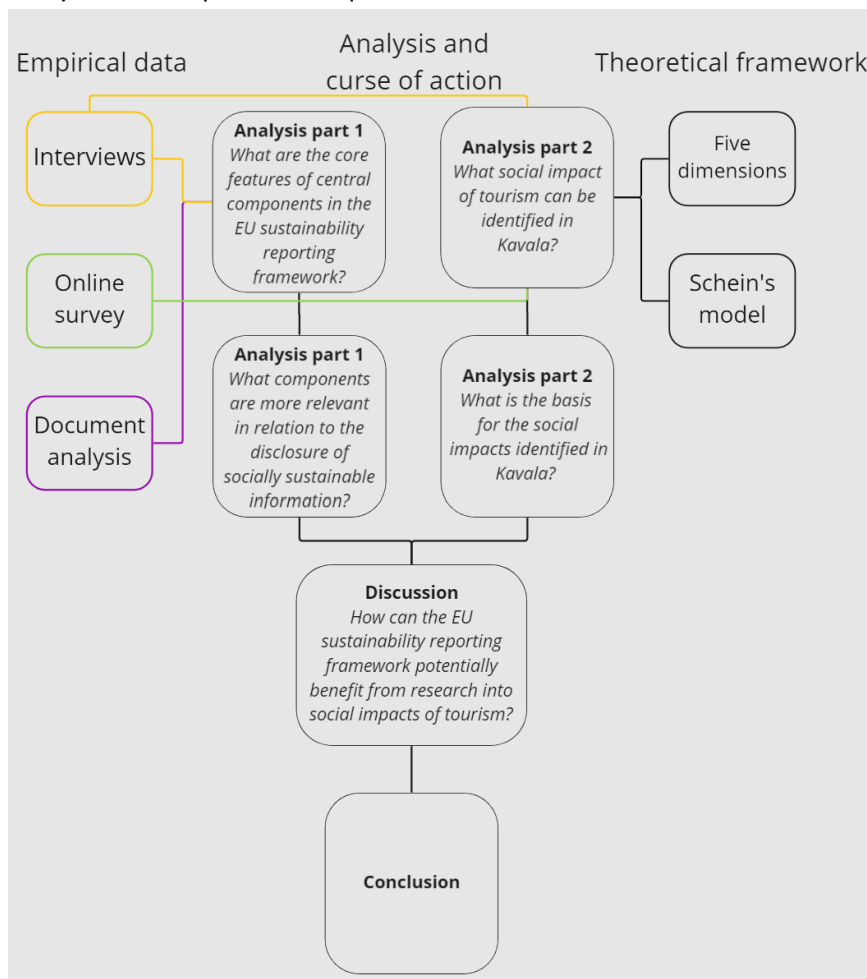 Empirical data
Analysis and
curse of action
Theoretical framework
Interviews
Online
survey
Document
analysis
Analysis part 1
What are the core
features of central
components in the
EU sustainability
reporting
framework?
Analysis part 2
What social impact
of tourism can be
identified in
Kavala?
Five
dimensions
Schein's
model
Analysis part 1
What components
are more relevant
in relation to the
disclosure of
socially sustainable
information?
Analysis part 2
What is the basis
for the social
impacts identified in
Kavala?
Discussion
How can the EU
sustainability reporting
framework potentially
benefit from research into
social impacts of tourism?
Conclusion